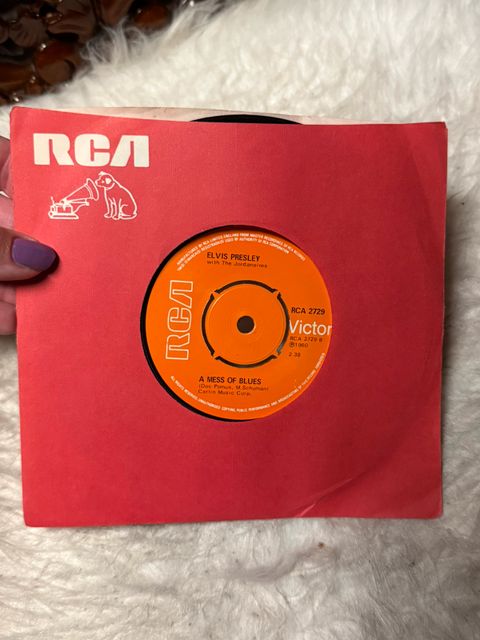 RCA
ELVIS PRESLEY
with The Jordanaires
RCA
RCA 2729
Victor
RCA 2729 B
℗1960
2.38
A MESS OF BLUES
(Doc Pomus, M.Schuman)
Carlin Music Corp.